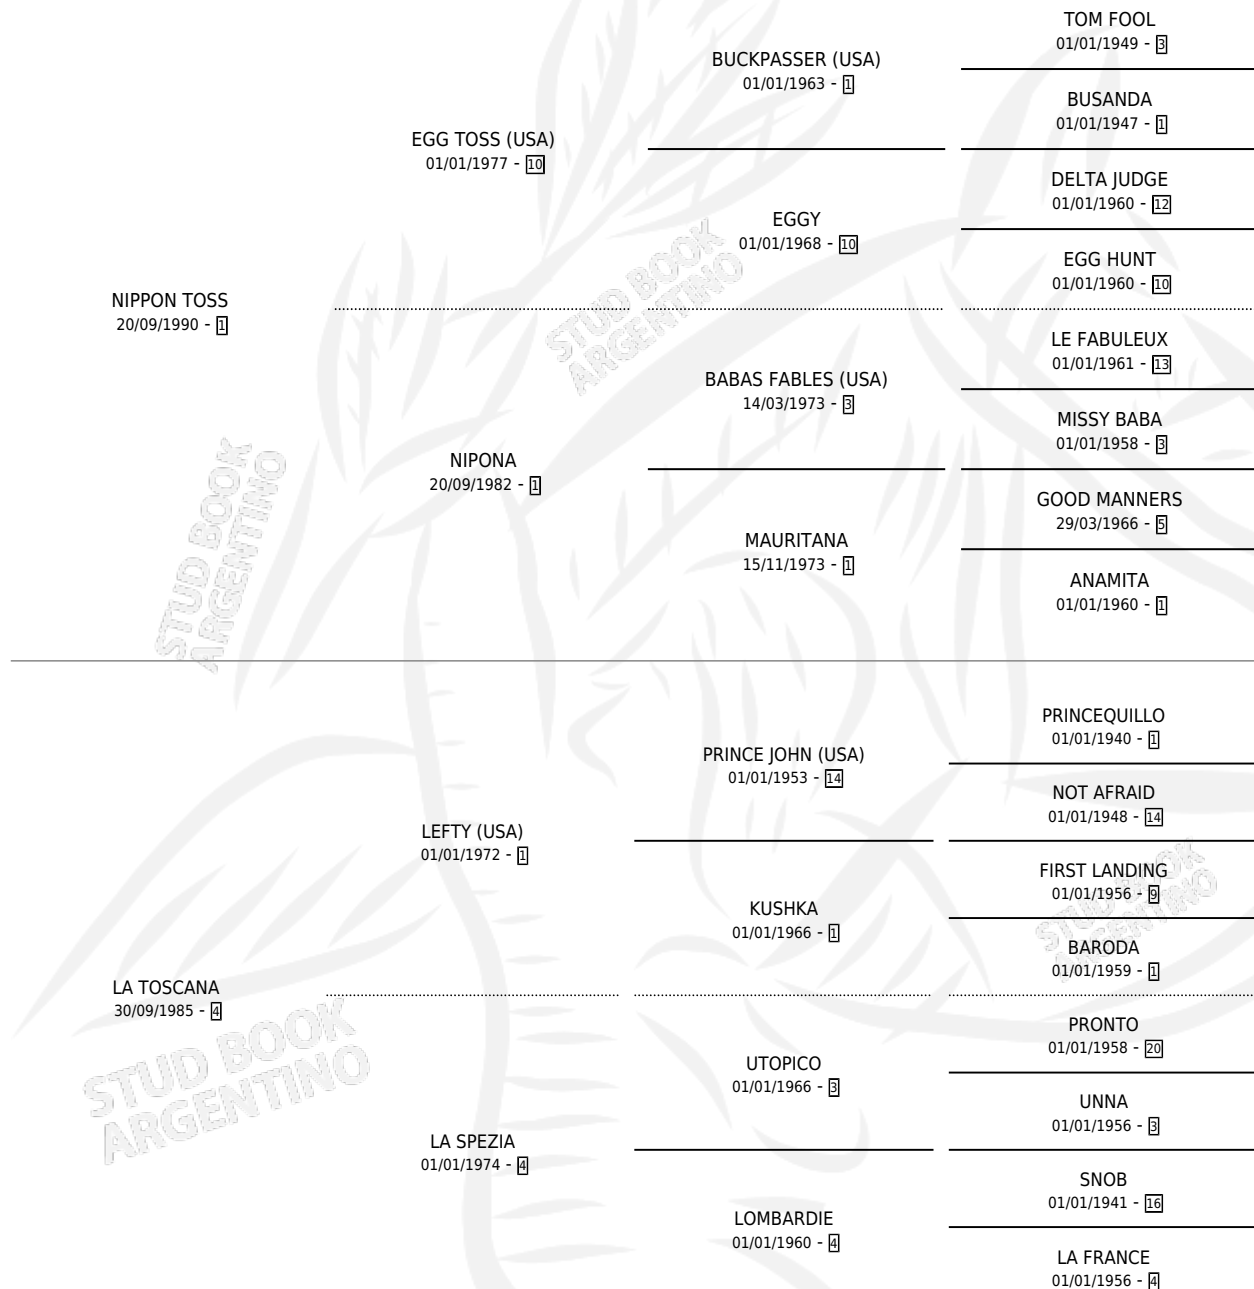 TOM FOOL
01/01/1949 - 3
BUCKPASSER (USA)
01/01/1963 - 1
BUSANDA
01/01/1947 - 1
EGG TOSS (USA)
01/01/1977 - 10
DELTA JUDGE
01/01/1960 - 12
EGGY
01/01/1968 - 10
EGG HUNT
01/01/1960 - 10
NIPPON TOSS
20/09/1990 - 1
LE FABULEUX
01/01/1961 - 13
BABAS FABLES (USA)
14/03/1973 - 3
MISSY BABA
01/01/1958 - 3
NIPONA
20/09/1982 - 1
GOOD MANNERS
29/03/1966 - 5
MAURITANA
15/11/1973 - 1
ANAMITA
01/01/1960 - 1
PRINCEQUILLO
01/01/1940 - 1
PRINCE JOHN (USA)
01/01/1953 - 14
NOT AFRAID
01/01/1948 - 14
LEFTY (USA)
01/01/1972 - 1
FIRST LANDING
01/01/1956 - 9
KUSHKA
01/01/1966 - 1
BARODA
01/01/1959 - 1
LA TOSCANA
30/09/1985 - 4
PRONTO
01/01/1958 - 20
UTOPICO
01/01/1966 - 3
UNNA
01/01/1956 - 3
LA SPEZIA
01/01/1974 - 4
SNOB
01/01/1941 - 16
LOMBARDIE
01/01/1960 - 4
LA FRANCE
01/01/1956 - 4
STUD BOOK
ARGENTINO
STUD BOOK
ARGENTINO
STUD BOOK
ARGENTINO
STUD BOOK
ARGENTINO